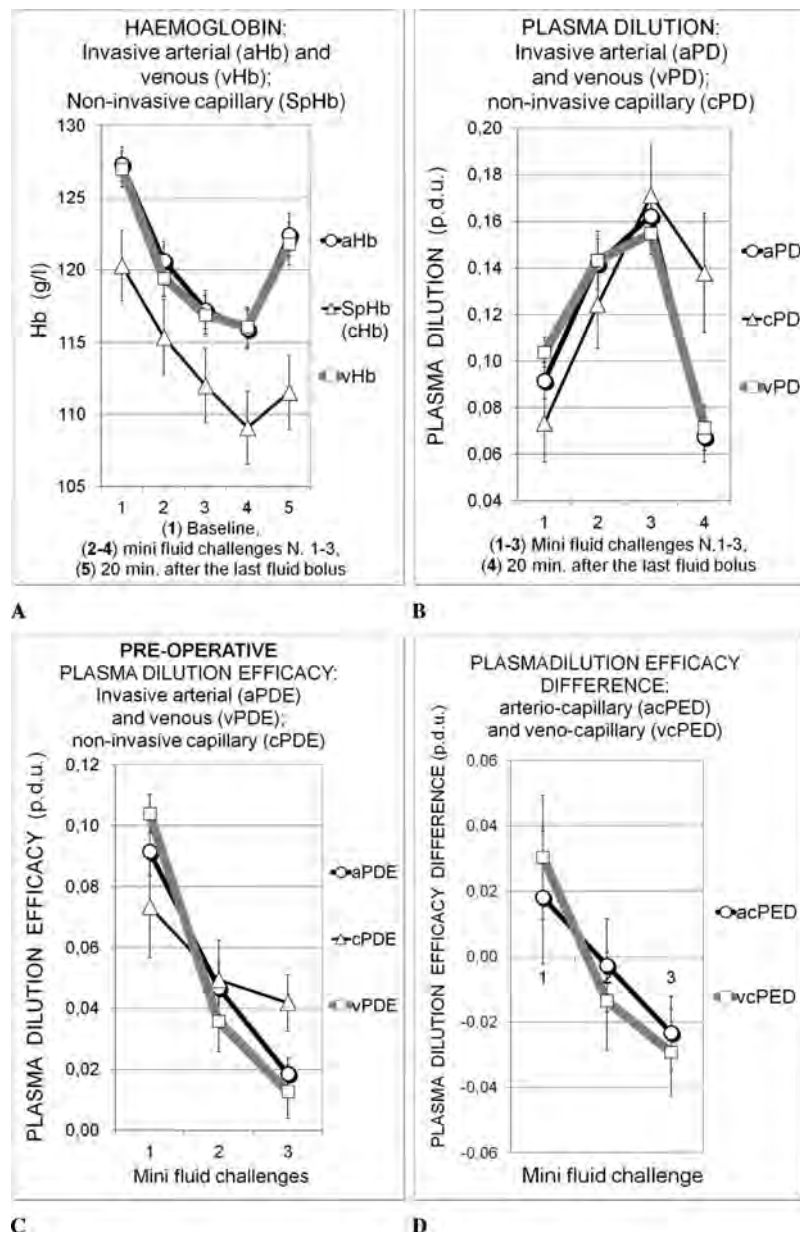 HAEMOGLOBIN:
Invasive arterial (aHb) and
venous (vHb);
Non-invasive capillary (SpHb)
130
125
120
115
110
105
Hb (g/l)
aHb
SpHb
(cHb)
vHb
1 2 3 4 5
(1) Baseline,
(2-4) mini fluid challenges N. 1-3,
(5) 20 min. after the last fluid bolus
A
PLASMA DILUTION:
Invasive arterial (aPD)
and venous (vPD);
non-invasive capillary (cPD)
0,20
0,16
0,14
0,10
0,08
0,04
PLASMA DILUTION (p.d.u.)
aPD
cPD
vPD
1 2 3 4
(1-3) Mini fluid challenges N.1-3,
(4) 20 min. after the last fluid bolus
B
PRE-OPERATIVE
PLASMA DILUTION EFFICACY:
Invasive arterial (aPDE)
and venous (vPDE);
non-invasive capillary (cPDE)
0,12
0,10
0,08
0,06
0,04
0,02
0,00
PLASMA DILUTION EFFICACY (p.d.u.)
aPDE
cPDE
vPDE
1 2 3
Mini fluid challenges
C
PLASMADILUTION EFFICACY
DIFFERENCE:
arterio-capillary (acPED)
and veno-capillary (vcPED)
0,06
0,04
0,02
0,00
-0,02
-0,04
-0,06
PLASMA DILUTION EFFICACY DIFFERENCE (p.d.u.)
1 2 3
acPED
vcPED
Mini fluid challenge
D